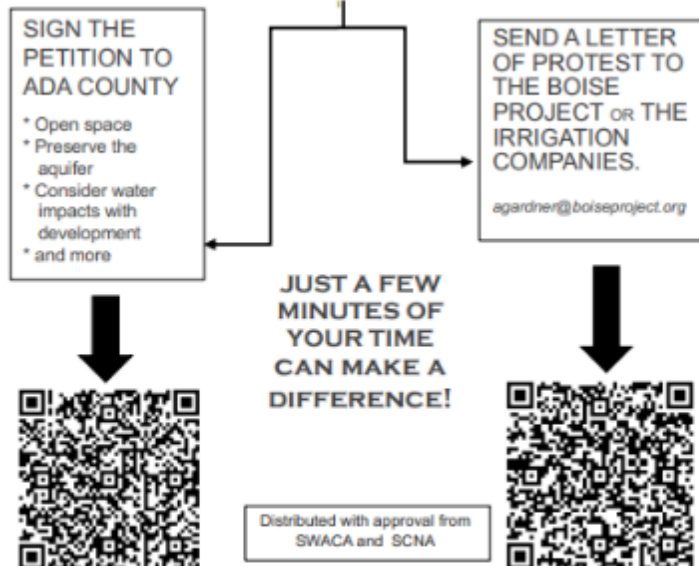 SIGN THE
PETITION TO
ADA COUNTY
* Open space
* Preserve the
aquifer
* Consider water
impacts with
development
* and more
SEND A LETTER
OF PROTEST TO
THE BOISE
PROJECT OR THE
IRRIGATION
COMPANIES.
agardner@boiseproject.org
JUST A FEW
MINUTES OF
YOUR TIME
CAN MAKE A
DIFFERENCE!
Distributed with approval from
SWACA and SCNA